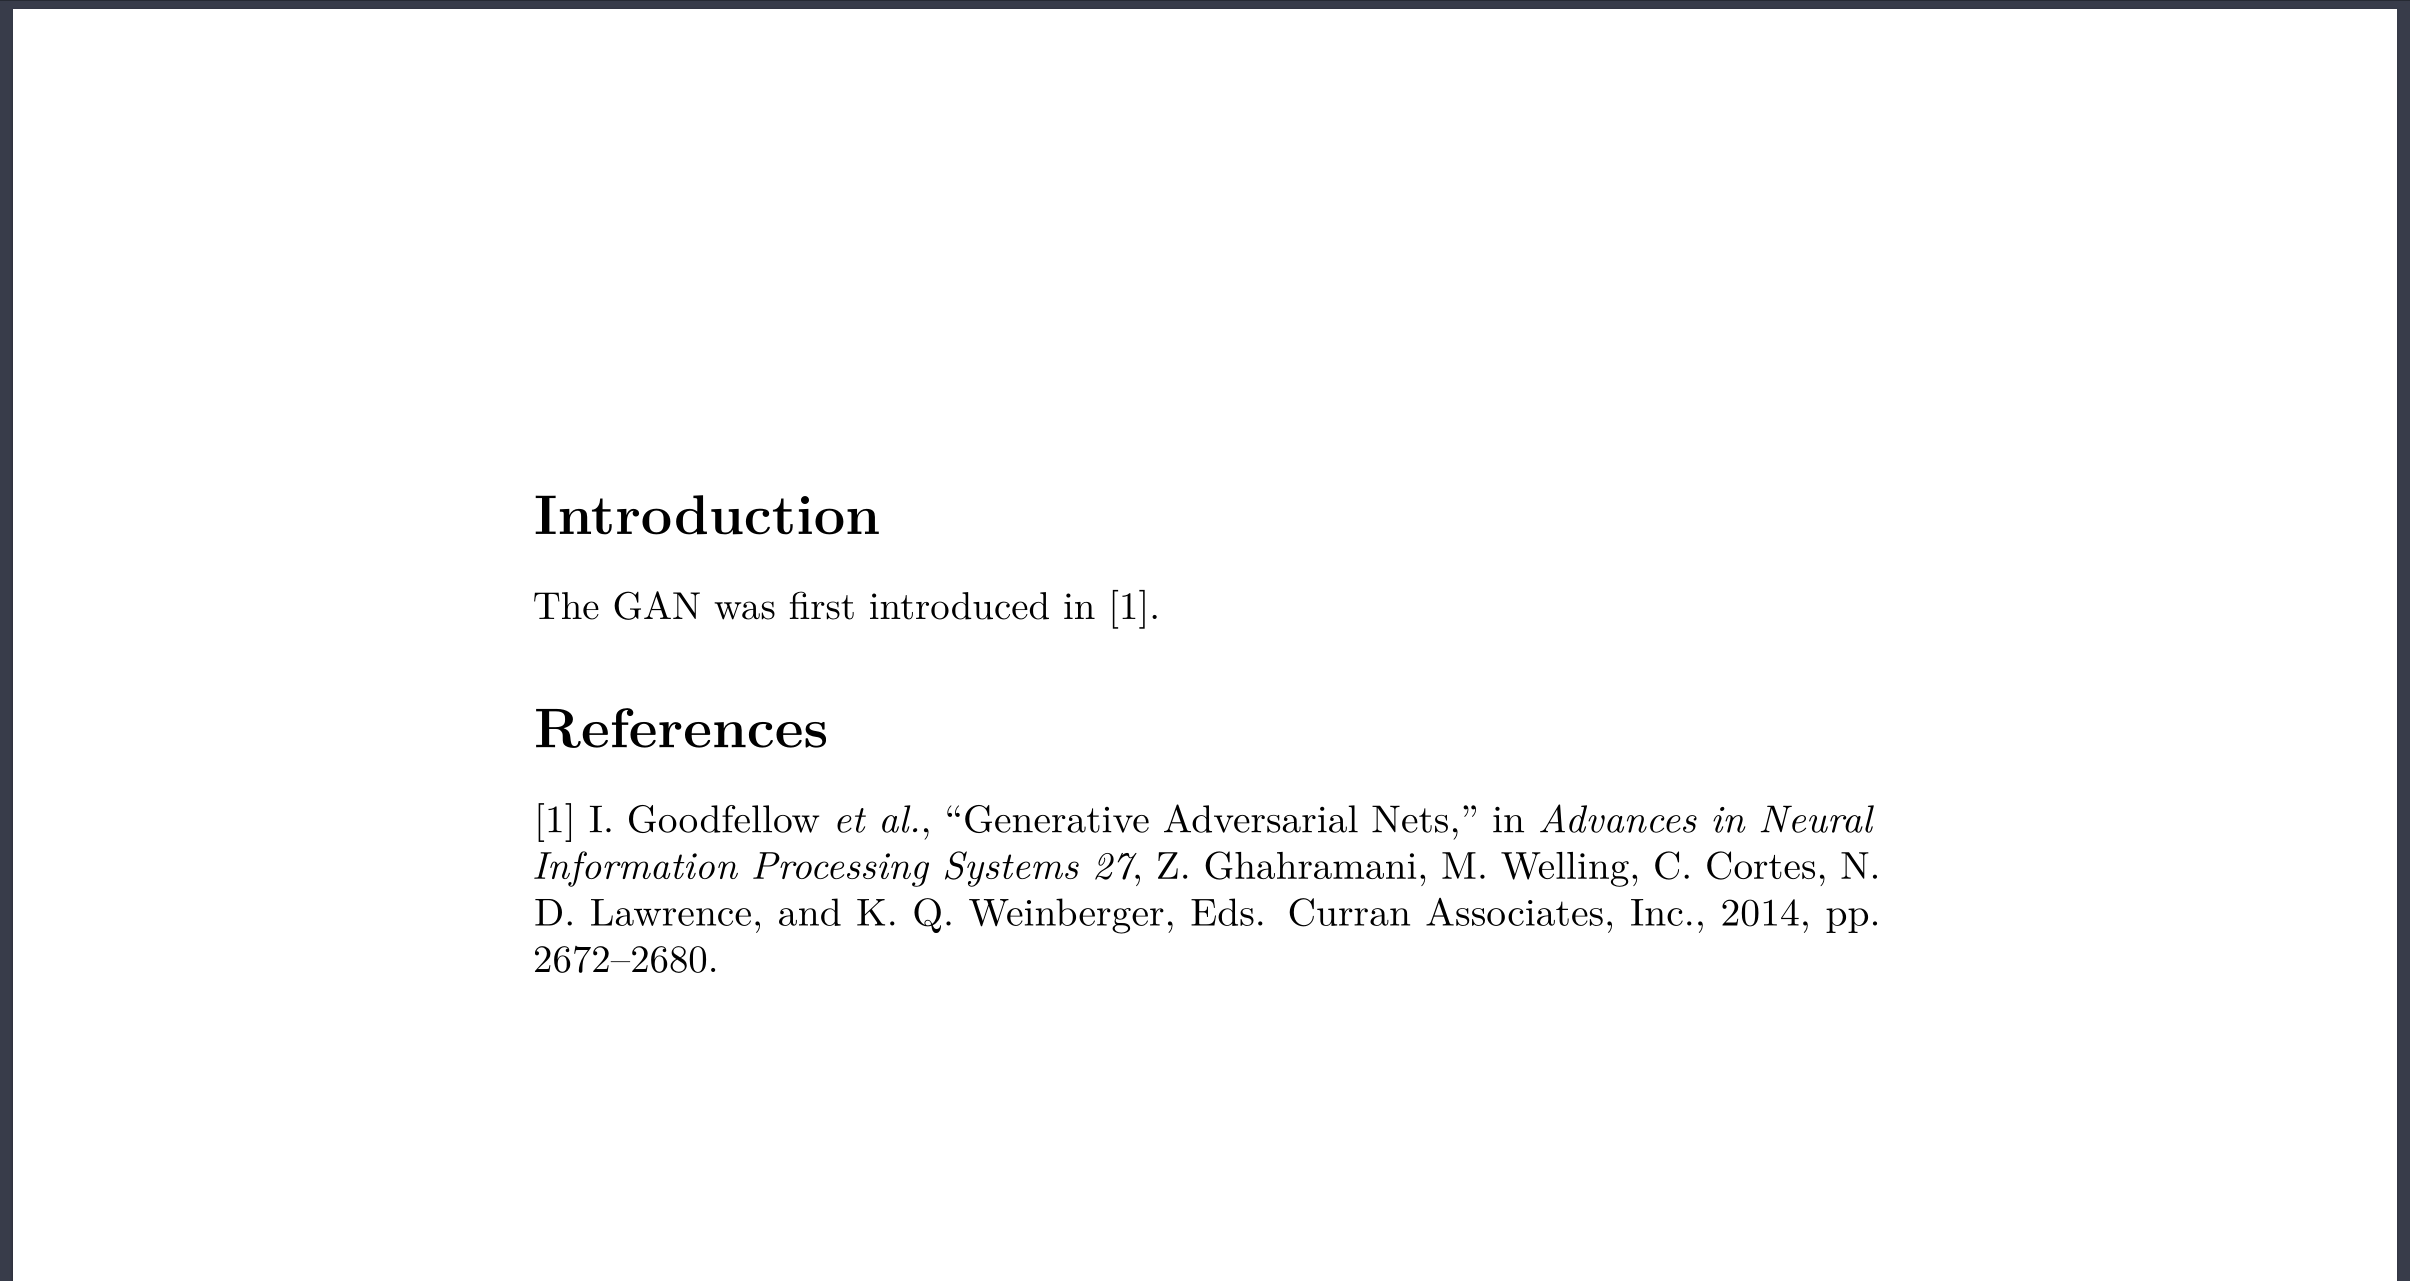 Introduction
The GAN was first introduced in [1].
References
[1] I. Goodfellow et al., “Generative Adversarial Nets,” in Advances in Neural
Information Processing Systems 27, Z. Ghahramani, M. Welling, C. Cortes, N.
D. Lawrence, and K. Q. Weinberger, Eds. Curran Associates, Inc., 2014, pp.
2672–2680.